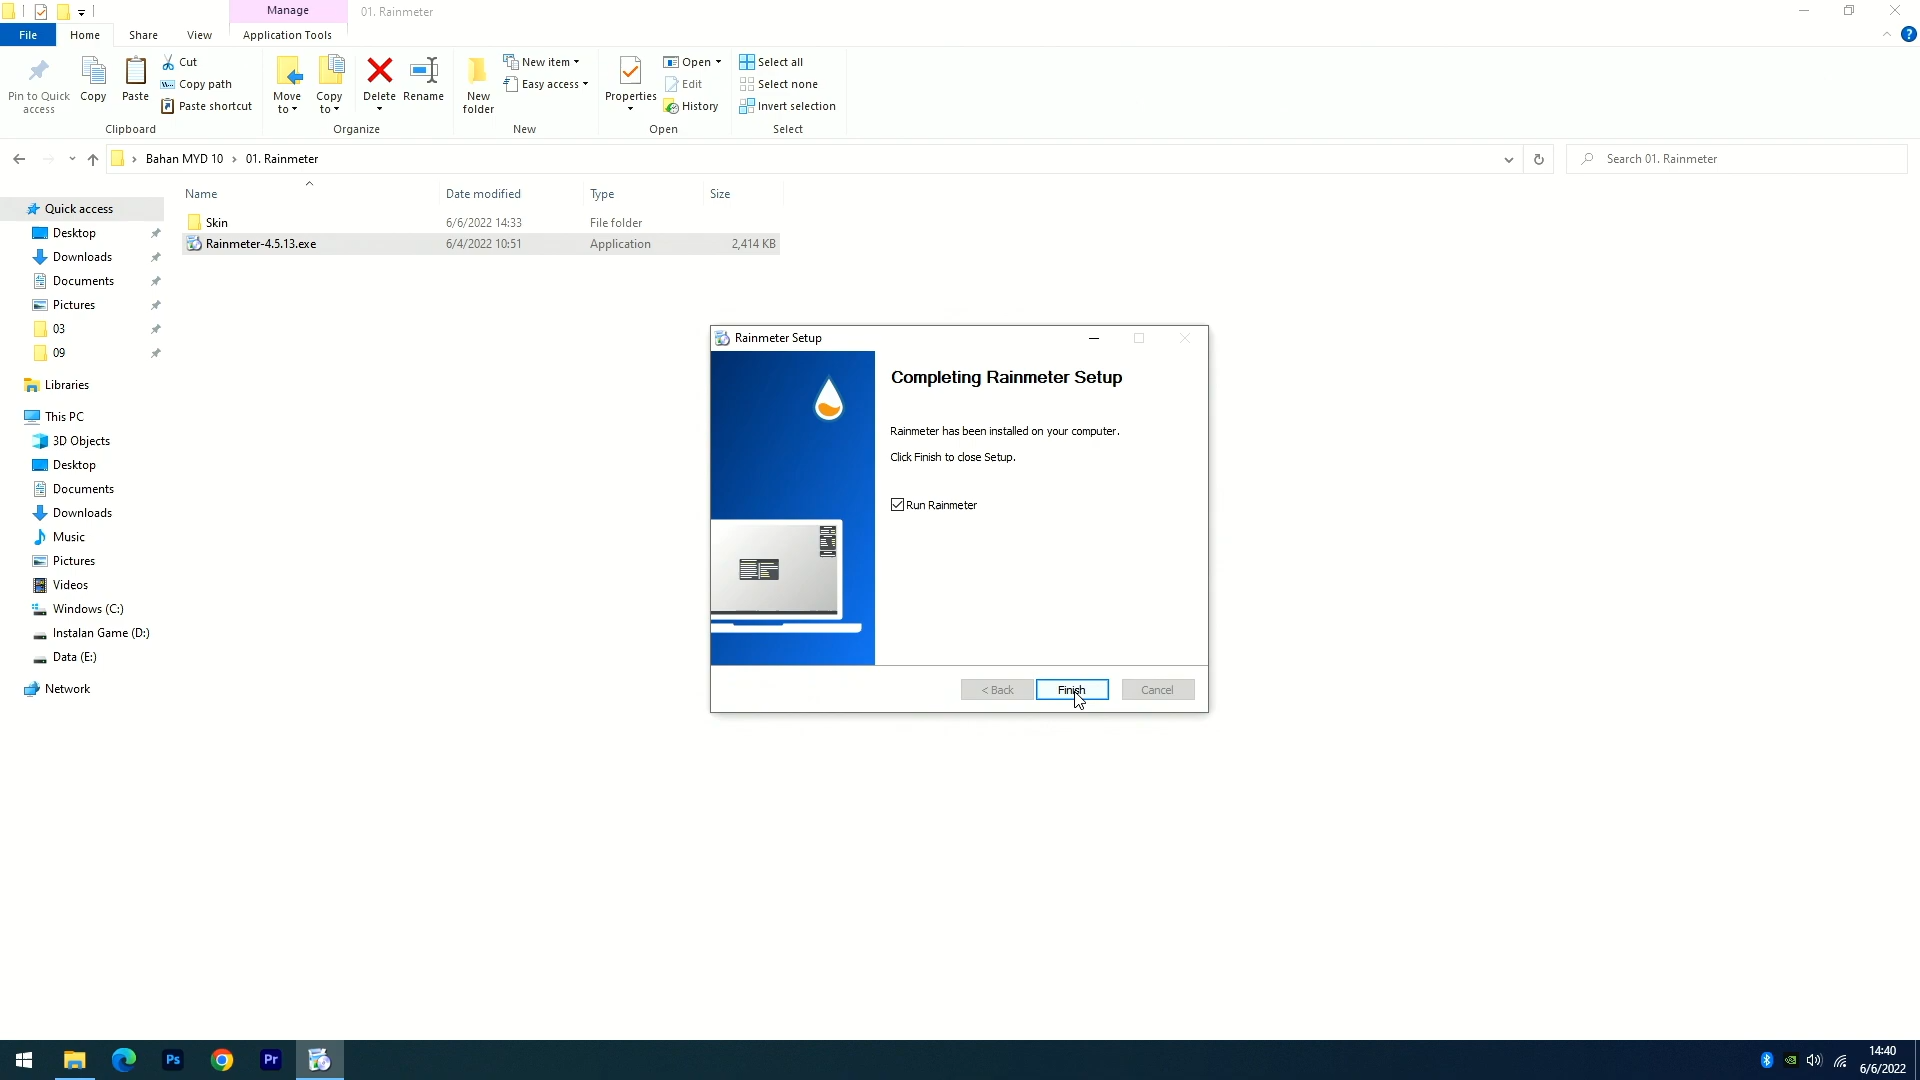 Manage
01. Rainmeter
File
Home
Share
View
Application Tools
Pin to Quick
access
Copy
Paste
Cut
Copy path
Paste shortcut
Clipboard
Move
to
Copy
to
Delete
Rename
Organize
New
folder
New item
Easy access
New
Properties
Open
Edit
History
Open
Select all
Select none
Invert selection
Select
Bahan MYD 10 › 01. Rainmeter
Search 01. Rainmeter
Name
Date modified
Type
Size
Skin
6/6/2022 14:33
File folder
Rainmeter-4.5.13.exe
6/4/2022 10:51
Application
2,414 KB
Quick access
Desktop
Downloads
Documents
Pictures
03
09
Libraries
This PC
3D Objects
Desktop
Documents
Downloads
Music
Pictures
Videos
Windows (C:)
Instalan Game (D:)
Data (E:)
Network
Rainmeter Setup
Completing Rainmeter Setup
Rainmeter has been installed on your computer.
Click Finish to close Setup.
Run Rainmeter
< Back
Finish
Cancel
Ps
Pr
14:40
6/6/2022